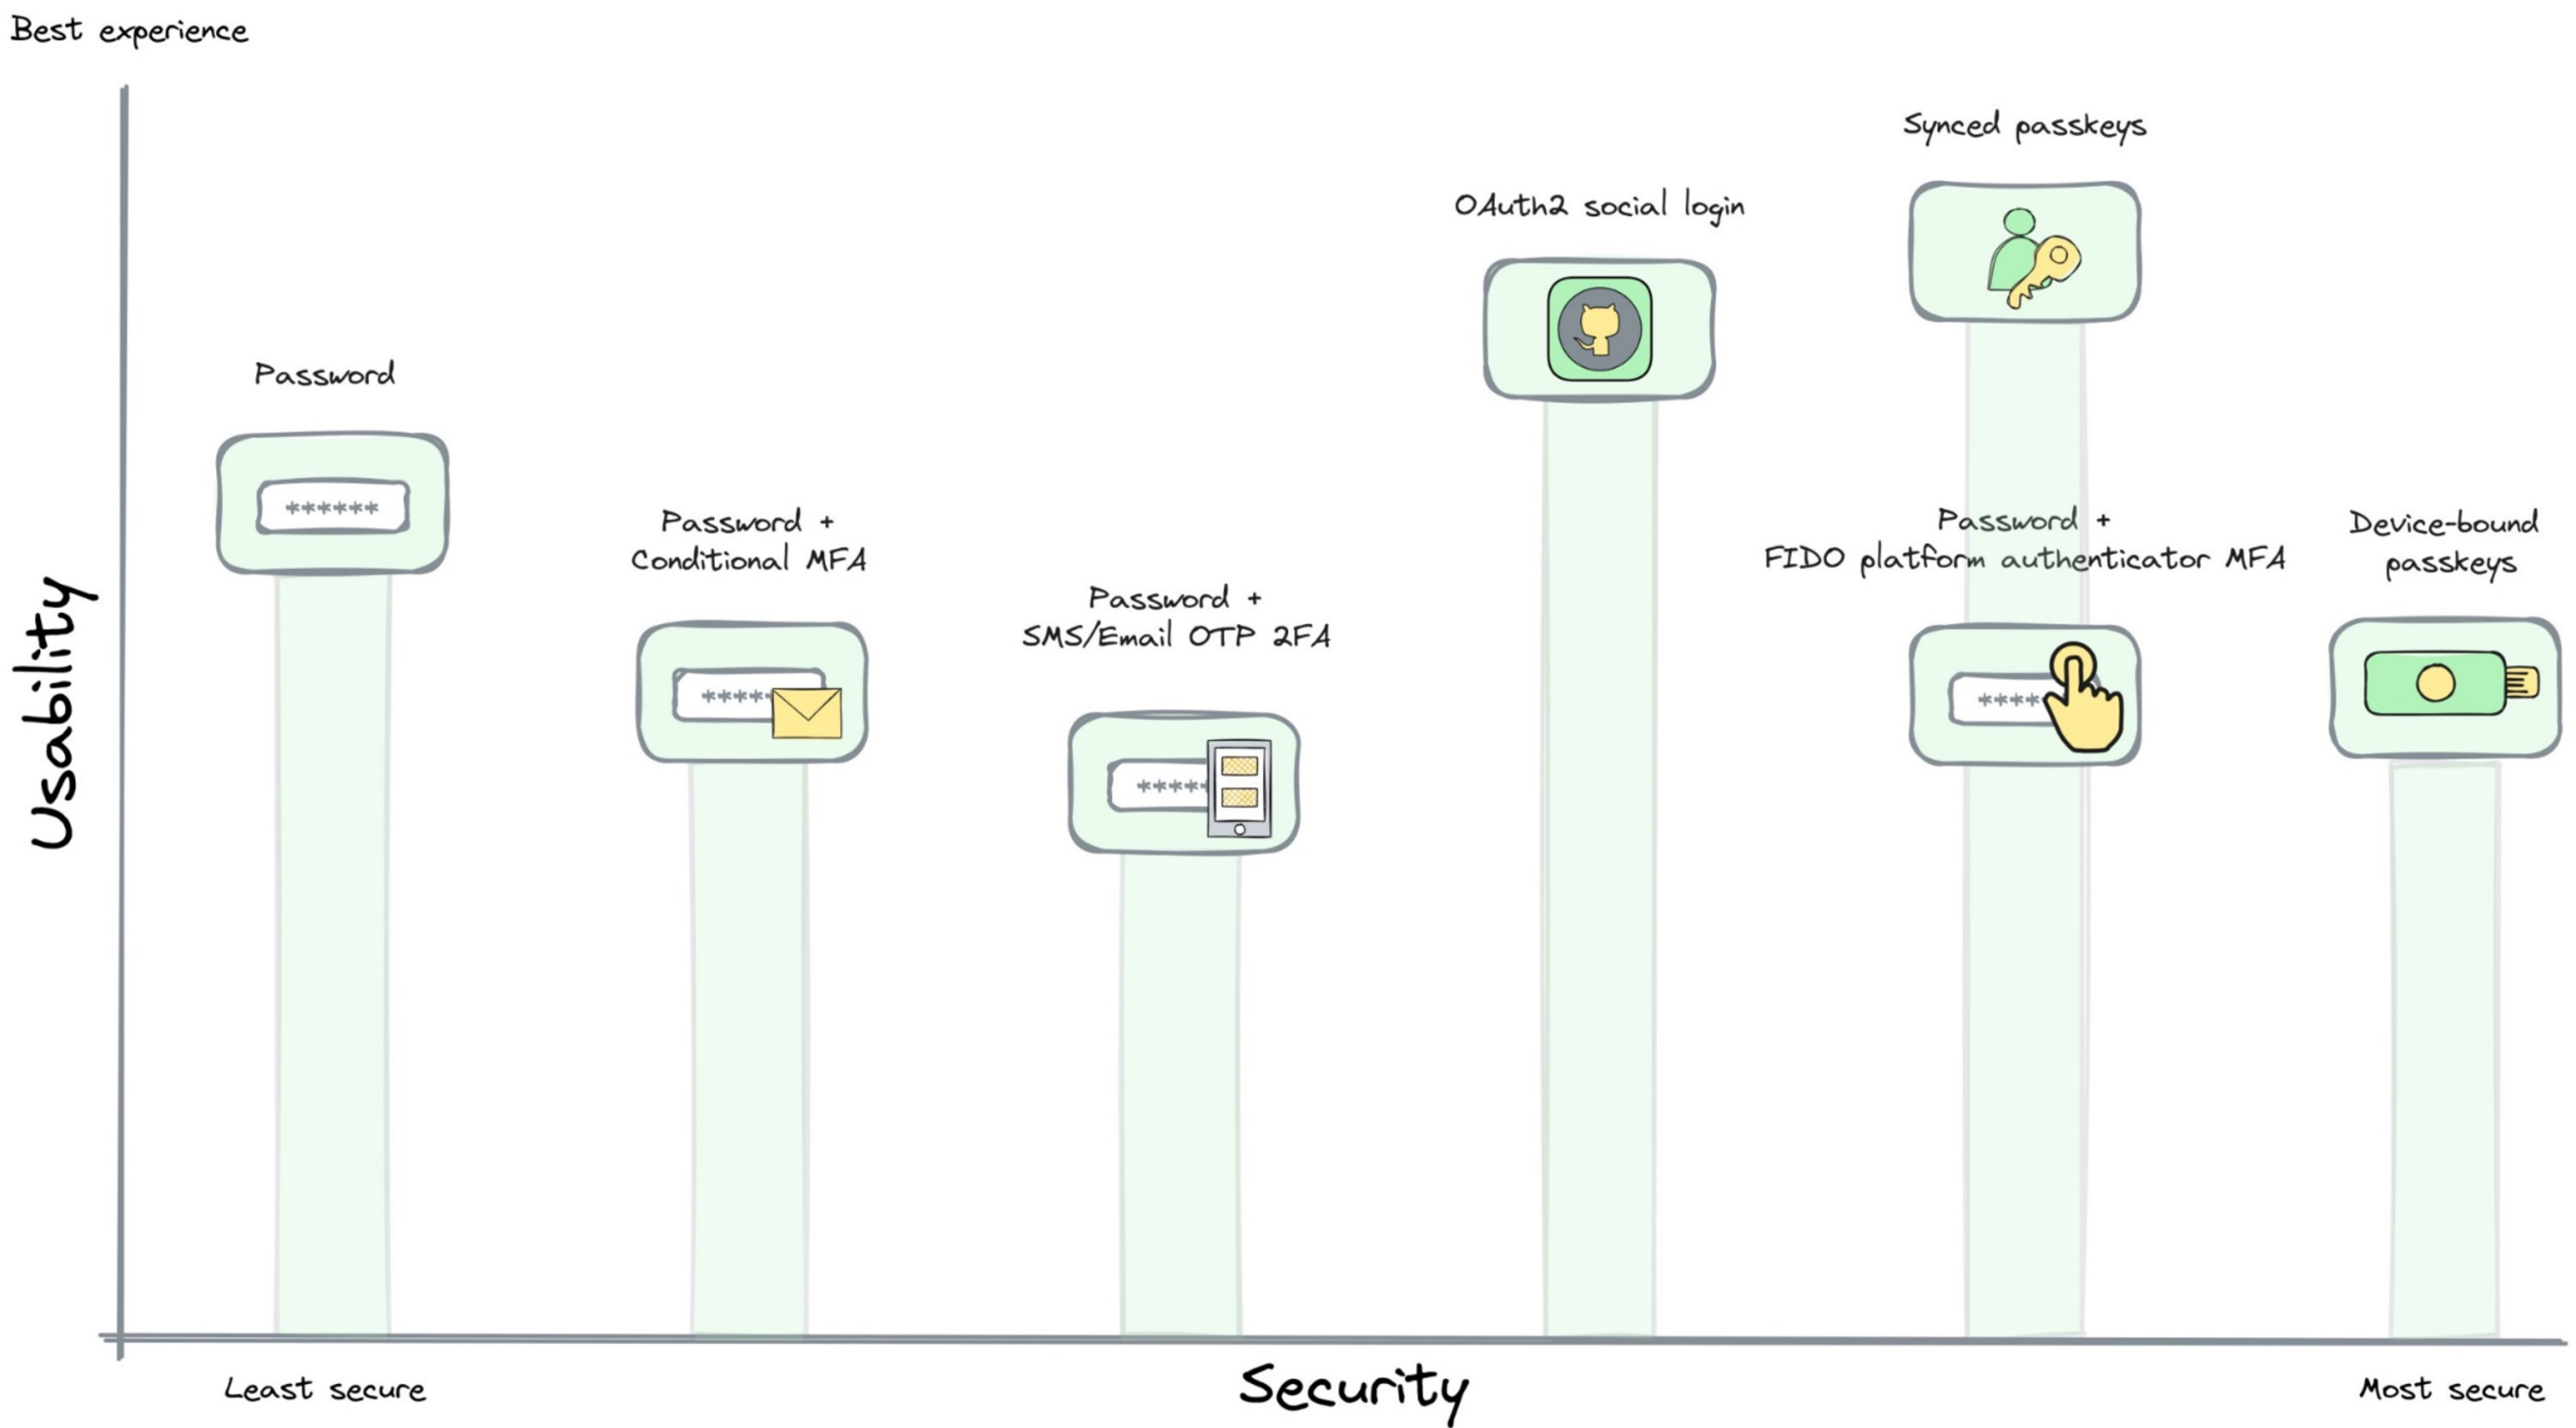 Best experience
Synced passkeys
OAuth2 social login
Password
******
Password +
Conditional MFA
*****
Password +
SMS/Email OTP 2FA
*****
Password +
FIDO platform authenticator MFA
****
Device-bound
passkeys
Usability
Least secure
Security
Most secure